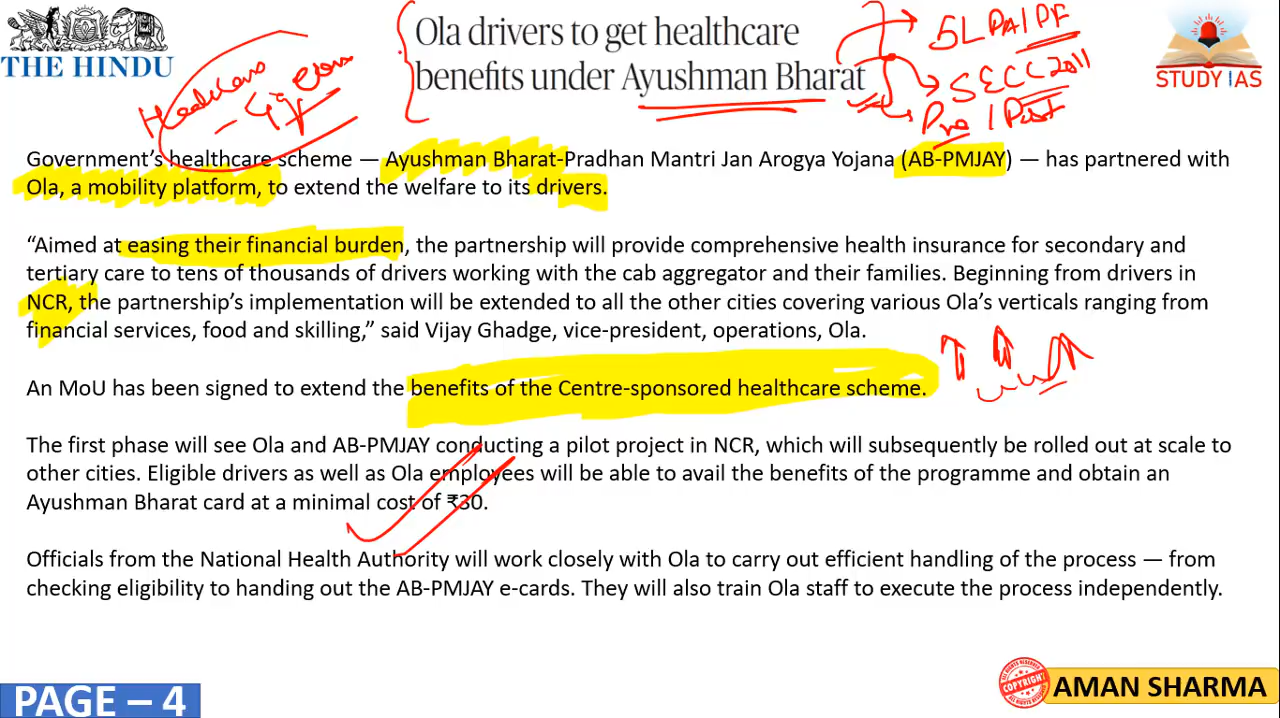 THE HINDU
Healthcare
- Gig econ
Ola drivers to get healthcare
benefits under Ayushman Bharat
5L PA/PF
SECC 2011
Pre / Post
STUDY IAS
Government's healthcare scheme — Ayushman Bharat-Pradhan Mantri Jan Arogya Yojana (AB-PMJAY) — has partnered with
Ola, a mobility platform, to extend the welfare to its drivers.
“Aimed at easing their financial burden, the partnership will provide comprehensive health insurance for secondary and
tertiary care to tens of thousands of drivers working with the cab aggregator and their families. Beginning from drivers in
NCR, the partnership's implementation will be extended to all the other cities covering various Ola's verticals ranging from
financial services, food and skilling,” said Vijay Ghadge, vice-president, operations, Ola.
An MoU has been signed to extend the benefits of the Centre-sponsored healthcare scheme.
The first phase will see Ola and AB-PMJAY conducting a pilot project in NCR, which will subsequently be rolled out at scale to
other cities. Eligible drivers as well as Ola employees will be able to avail the benefits of the programme and obtain an
Ayushman Bharat card at a minimal cost of ₹30.
Officials from the National Health Authority will work closely with Ola to carry out efficient handling of the process — from
checking eligibility to handing out the AB-PMJAY e-cards. They will also train Ola staff to execute the process independently.
PAGE – 4
COPYRIGHT
AMAN SHARMA